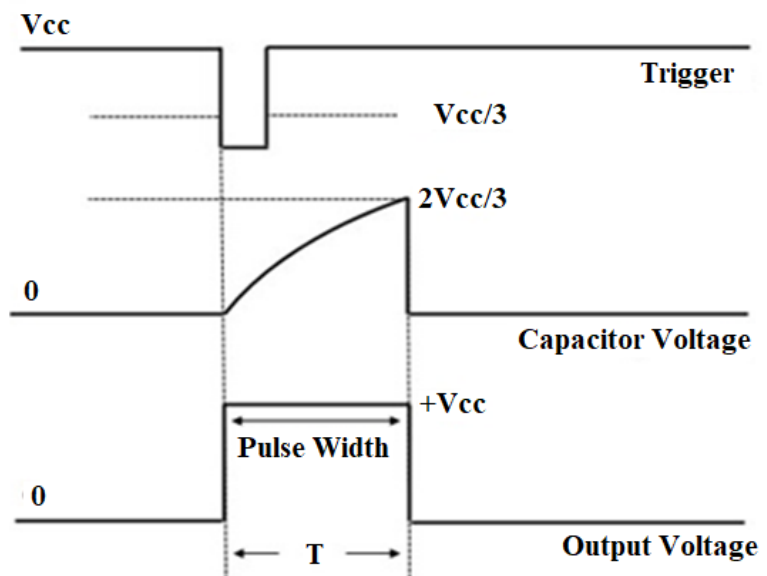 Vcc
Trigger
Vcc/3
2Vcc/3
0
Capacitor Voltage
+Vcc
Pulse Width
0
Output Voltage
T